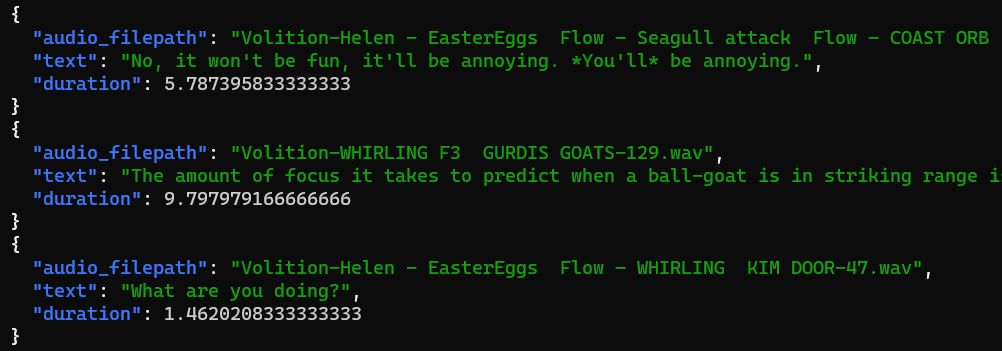 {
  "audio_filepath": "Volition-Helen - EasterEggs  Flow - Seagull attack  Flow - COAST ORB
  "text": "No, it won't be fun, it'll be annoying. *You'll* be annoying.",
  "duration": 5.787395833333333
}
{
  "audio_filepath": "Volition-WHIRLING F3  GURDIS GOATS-129.wav",
  "text": "The amount of focus it takes to predict when a ball-goat is in striking range i
  "duration": 9.797979166666666
}
{
  "audio_filepath": "Volition-Helen - EasterEggs  Flow - WHIRLING  KIM DOOR-47.wav",
  "text": "What are you doing?",
  "duration": 1.4620208333333333
}